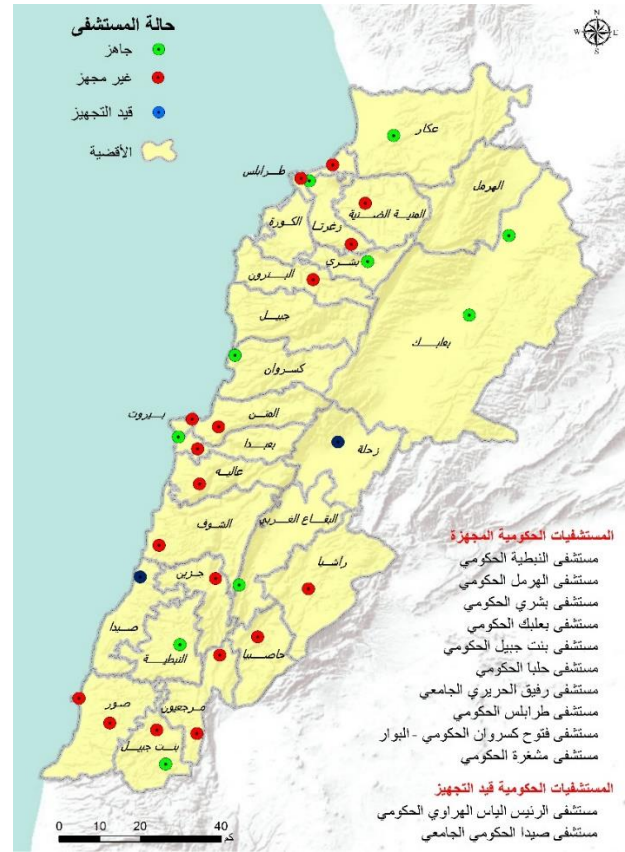 حالة المستشفى
جاهز
غير مجهز
قيد التجهيز
الأقضية
N
W E
S
عكار
طرابلس
الهرمل
المنية الضنية
زغرتا
الكورة
بشري
البترون
جبيل
بعلبك
كسروان
المتن
بيروت
بعبدا
زحلة
عاليه
الشوف
البقاع الغربي
راشيا
جزين
صيدا
حاصبيا
النبطية
مرجعيون
صور
بنت جبيل
المستشفيات الحكومية المجهزة
مستشفى النبطية الحكومي
مستشفى الهرمل الحكومي
مستشفى بشري الحكومي
مستشفى بعلبك الحكومي
مستشفى بنت جبيل الحكومي
مستشفى حلبا الحكومي
مستشفى رفيق الحريري الجامعي
مستشفى طرابلس الحكومي
مستشفى فتوح كسروان الحكومي - البوار
مستشفى مشغرة الحكومي
المستشفيات الحكومية قيد التجهيز
مستشفى الرئيس الياس الهراوي الحكومي
مستشفى صيدا الحكومي الجامعي
0 10 20 40
كم